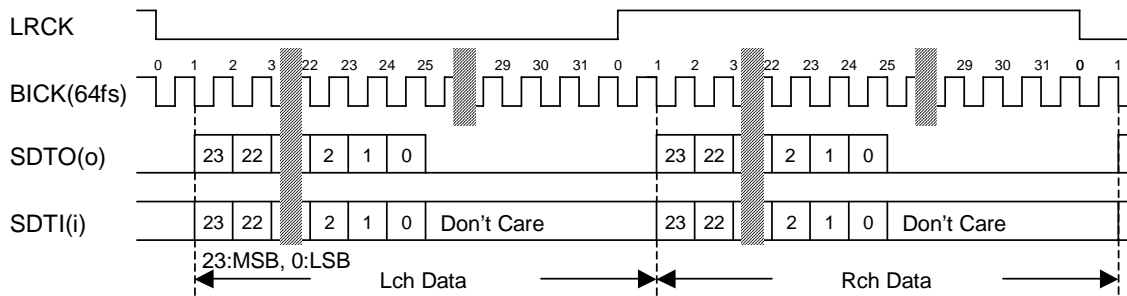 LRCK
0 1 2 3 22 23 24 25 29 30 31 0 1 2 3 22 23 24 25 29 30 31 0 1
BICK(64fs)
SDTO(o) 23 22 2 1 0 23 22 2 1 0
SDTI(i) 23 22 2 1 0 Don't Care 23 22 2 1 0 Don't Care
23:MSB, 0:LSB
Lch Data Rch Data